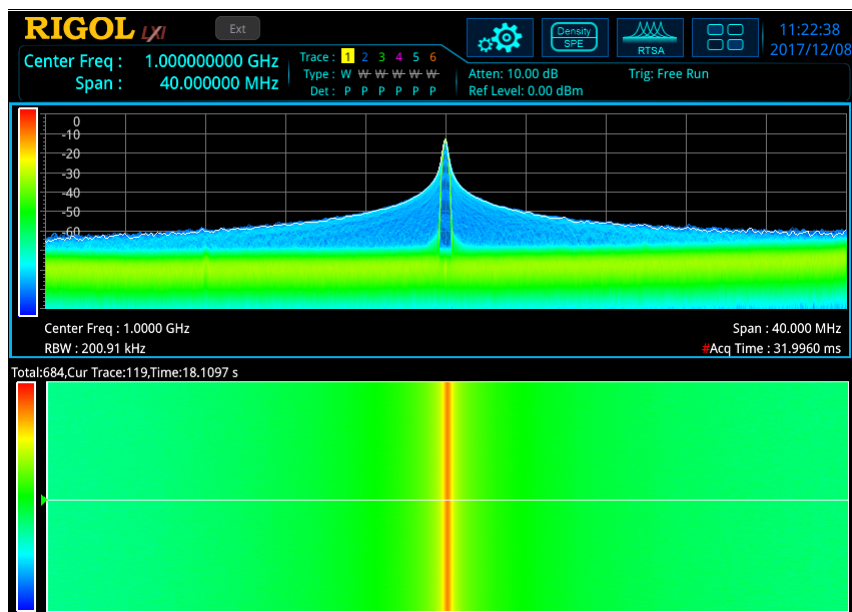 RIGOL LXI Ext
Density
SPE
RTSA
11:22:38
2017/12/08
Center Freq : 1.000000000 GHz
Span : 40.000000 MHz
Trace : 1 2 3 4 5 6
Type : W W W W W W
Det : P P P P P P
Atten: 10.00 dB
Trig: Free Run
Ref Level: 0.00 dBm
0
-10
-20
-30
-40
-50
-60
Center Freq : 1.0000 GHz
Span : 40.000 MHz
RBW : 200.91 kHz
#Acq Time : 31.9960 ms
Total:684,Cur Trace:119,Time:18.1097 s